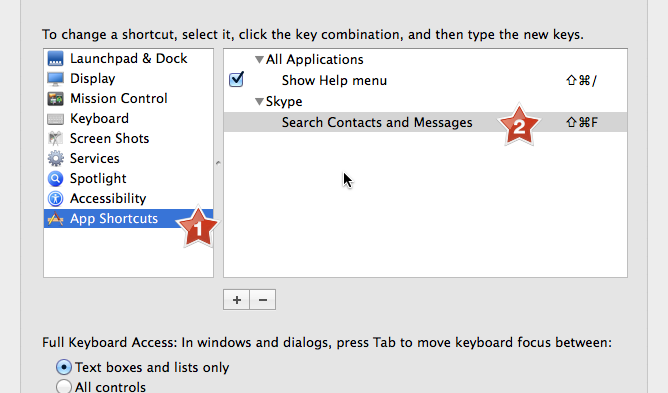 To change a shortcut, select it, click the key combination, and then type the new keys.
Launchpad & Dock
Display
Mission Control
Keyboard
Screen Shots
Services
Spotlight
Accessibility
App Shortcuts
1
▼All Applications
Show Help menu ⇧⌘/
▼Skype
Search Contacts and Messages 2 ⇧⌘F
+ −
Full Keyboard Access: In windows and dialogs, press Tab to move keyboard focus between:
Text boxes and lists only
All controls